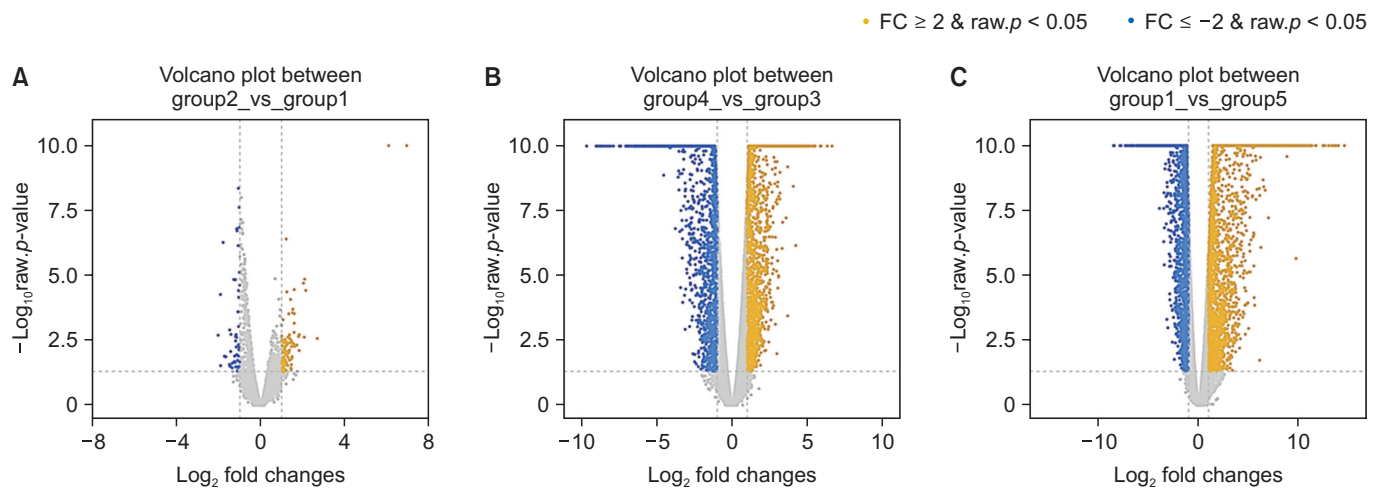 FC ≥ 2 & raw.p < 0.05 FC ≤ −2 & raw.p < 0.05
A
Volcano plot between
group2_vs_group1
−Log₁₀raw.p-value
10.0
7.5
5.0
2.5
0
−8 −4 0 4 8
Log₂ fold changes
B
Volcano plot between
group4_vs_group3
−Log₁₀raw.p-value
10.0
7.5
5.0
2.5
0
−10 −5 0 5 10
Log₂ fold changes
C
Volcano plot between
group1_vs_group5
−Log₁₀raw.p-value
10.0
7.5
5.0
2.5
0
−10 0 10
Log₂ fold changes